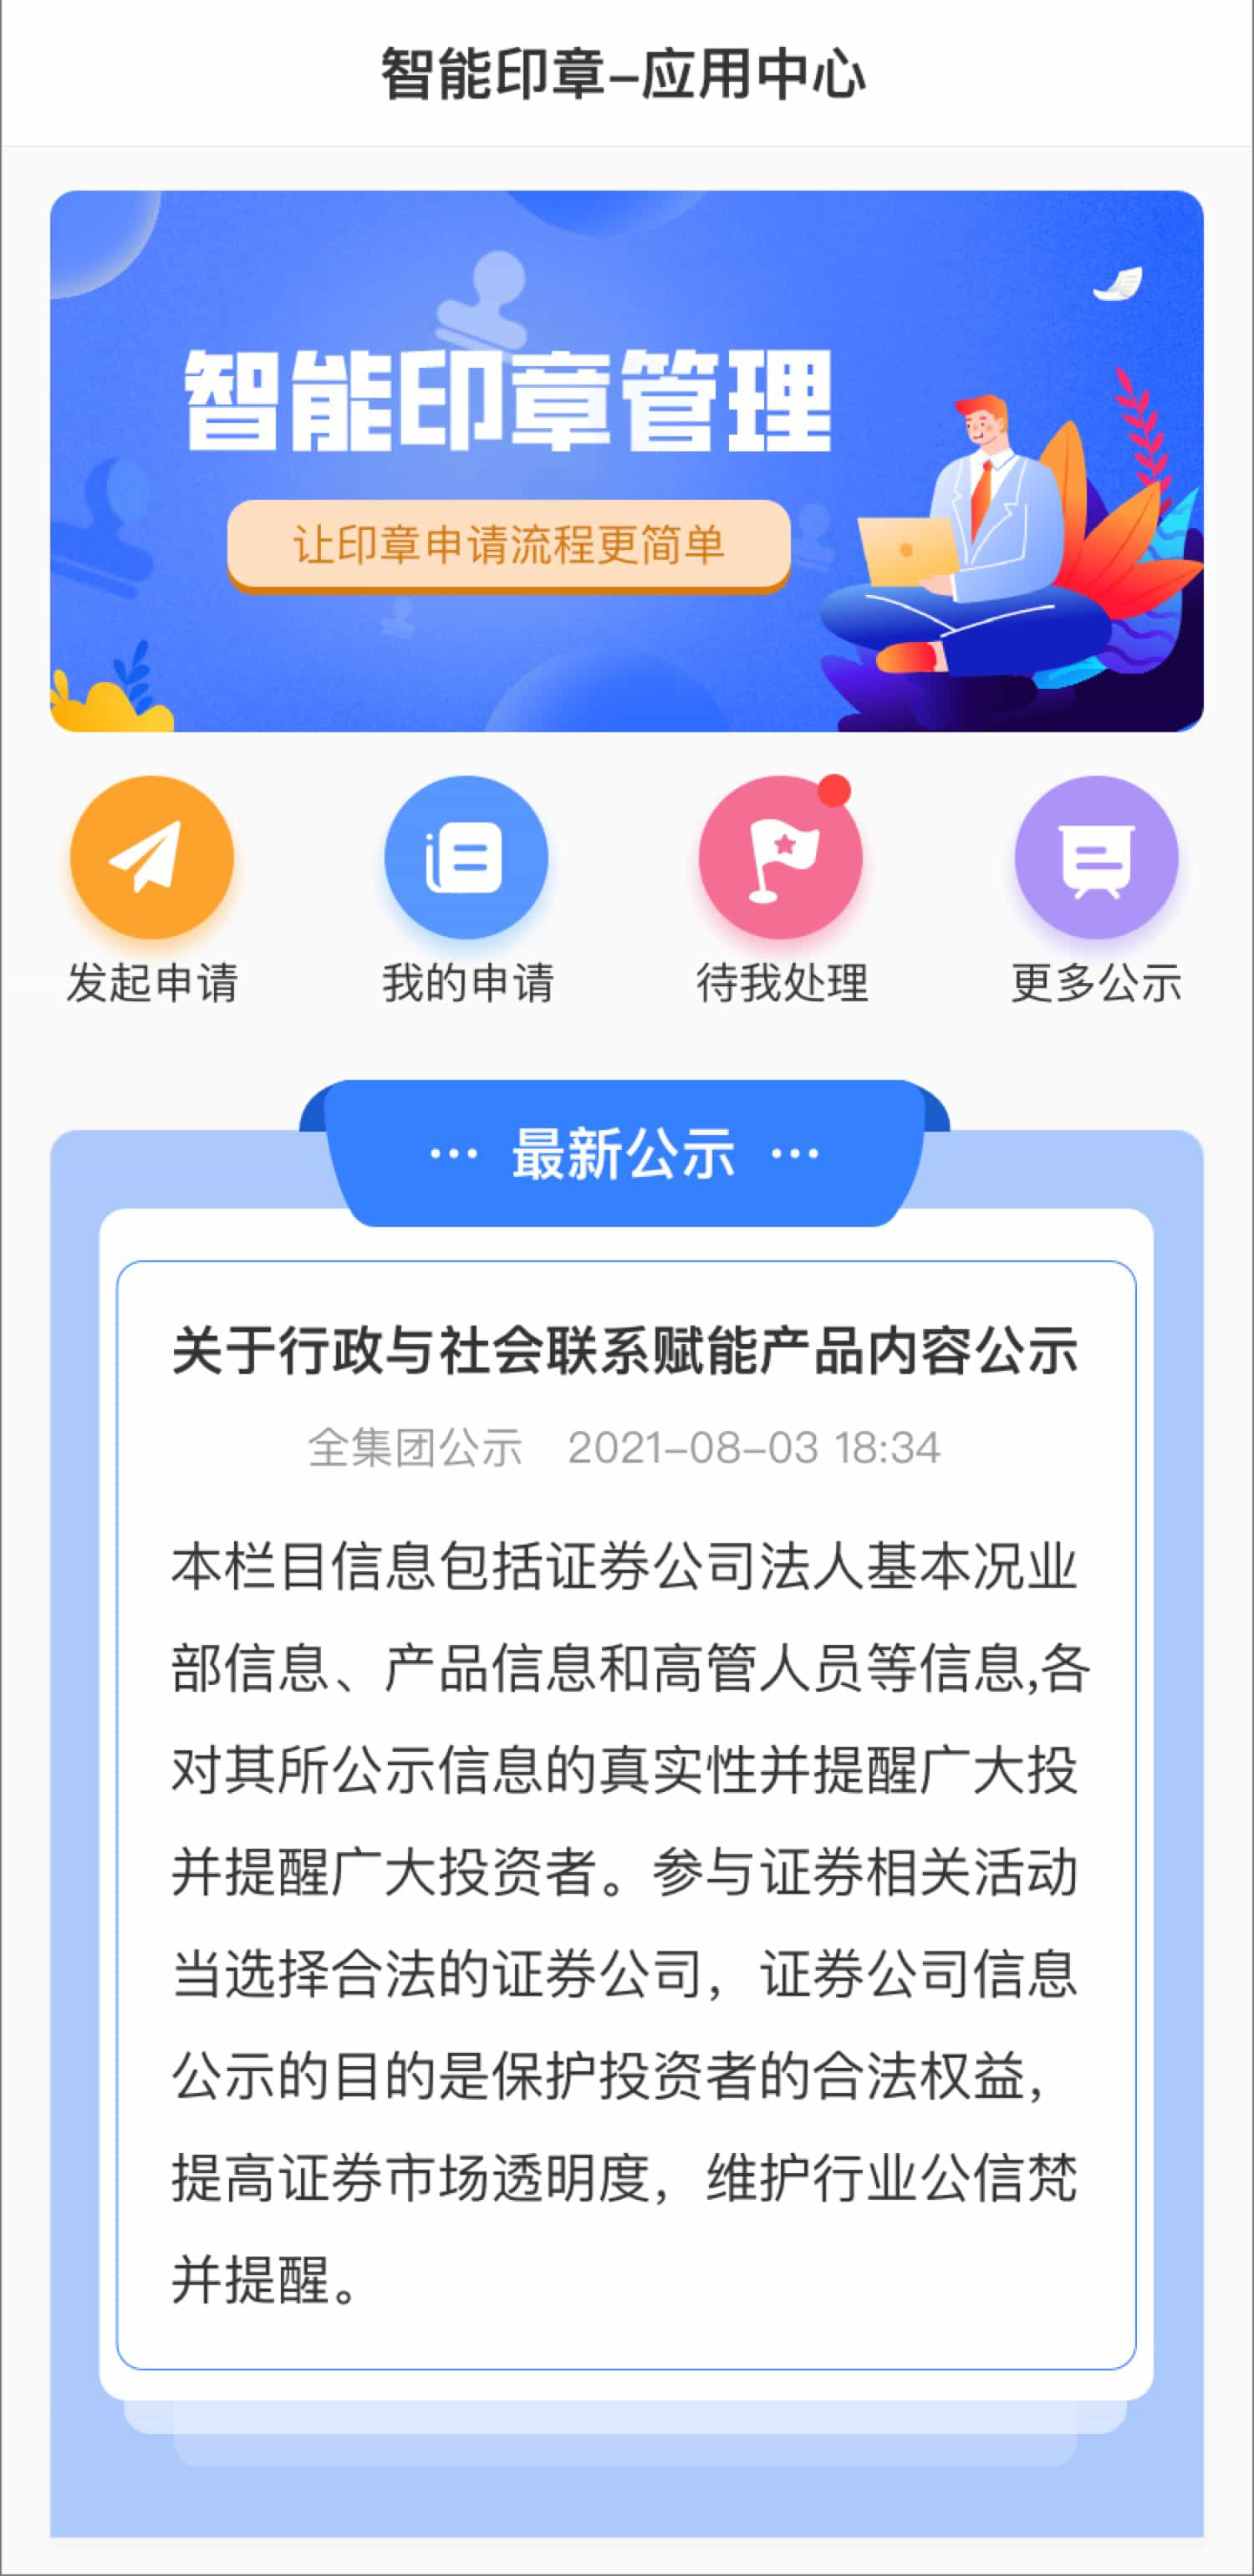 智能印章–应用中心
智能印章管理
让印章申请流程更简单
发起申请 我的申请 待我处理 更多公示
··· 最新公示 ···
关于行政与社会联系赋能产品内容公示
全集团公示 2021–08–03 18:34
本栏目信息包括证券公司法人基本况业
部信息、产品信息和高管人员等信息,各
对其所公示信息的真实性并提醒广大投
并提醒广大投资者。参与证券相关活动
当选择合法的证券公司，证券公司信息
公示的目的是保护投资者的合法权益，
提高证券市场透明度，维护行业公信梵
并提醒。